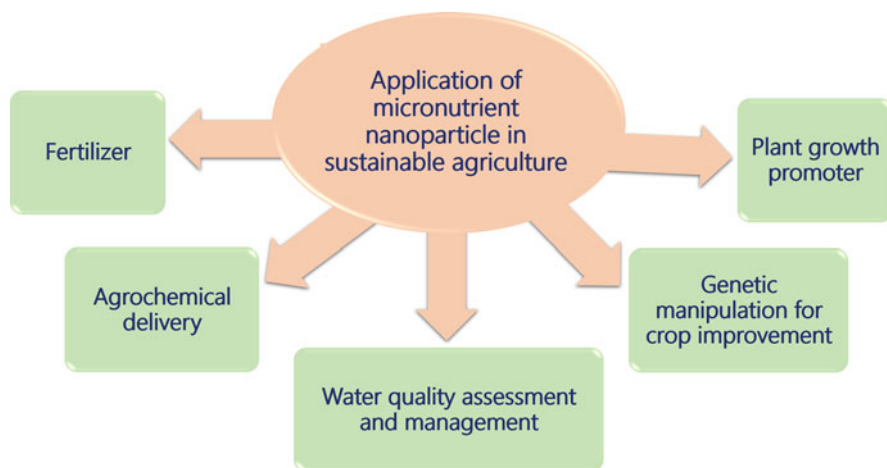 Application of
micronutrient
nanoparticle in
sustainable agriculture
Fertilizer
Plant growth
promoter
Agrochemical
delivery
Genetic
manipulation for
crop improvement
Water quality assessment
and management